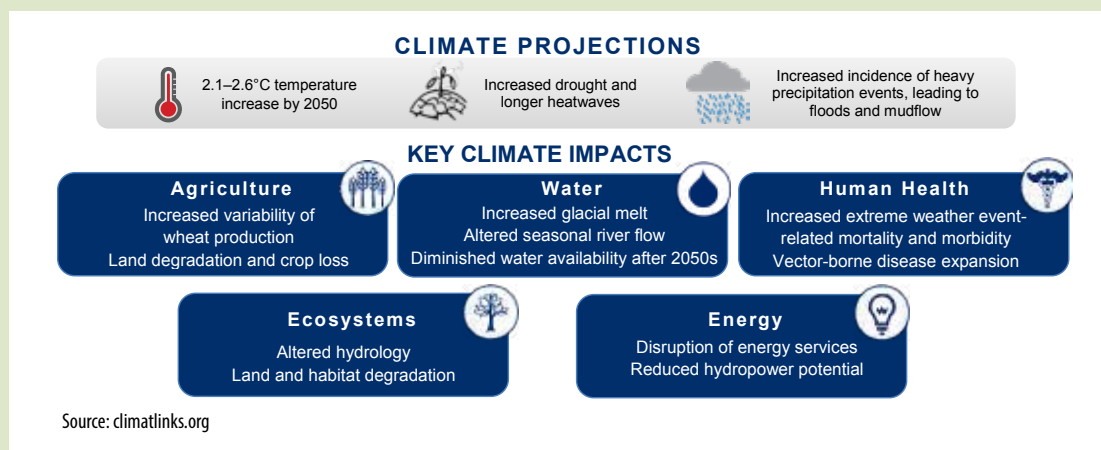 CLIMATE PROJECTIONS
2.1–2.6°C temperature
increase by 2050
Increased drought and
longer heatwaves
Increased incidence of heavy
precipitation events, leading to
floods and mudflow
KEY CLIMATE IMPACTS
Agriculture
Increased variability of
wheat production
Land degradation and crop loss
Water
Increased glacial melt
Altered seasonal river flow
Diminished water availability after 2050s
Human Health
Increased extreme weather event-
related mortality and morbidity
Vector-borne disease expansion
Ecosystems
Altered hydrology
Land and habitat degradation
Energy
Disruption of energy services
Reduced hydropower potential
Source: climatlinks.org